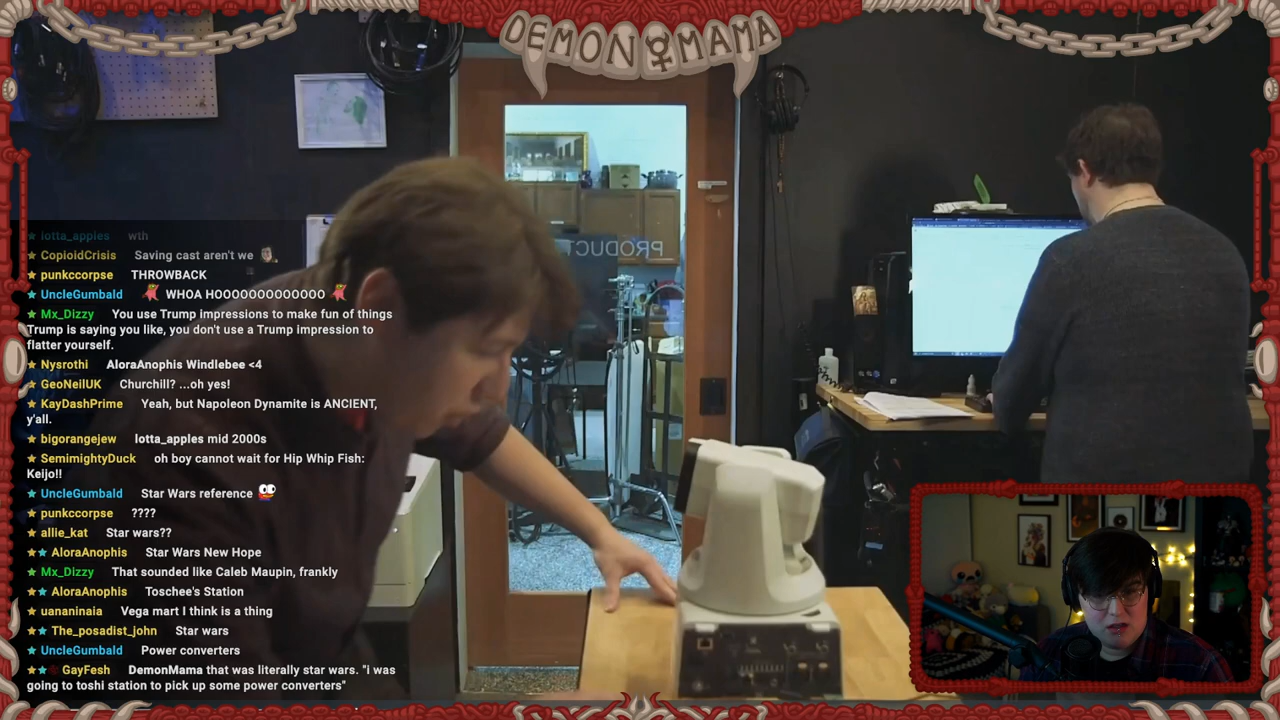 DEMON MAMA
PRODUCT
lotta_apples wth
CopioidCrisis Saving cast aren't we
punkccorpse THROWBACK
UncleGumbald WHOA HOOOOOOOOOOOOO
Mx_Dizzy You use Trump impressions to make fun of things
Trump is saying you like, you don't use a Trump impression to
flatter yourself.
Nysrothi AloraAnophis Windlebee <4
GeoNeilUK Churchill? ...oh yes!
KayDashPrime Yeah, but Napoleon Dynamite is ANCIENT,
y'all.
bigorangejew lotta_apples mid 2000s
SemimightyDuck oh boy cannot wait for Hip Whip Fish:
Keijo!!
UncleGumbald Star Wars reference
punkccorpse ????
allie_kat Star wars??
AloraAnophis Star Wars New Hope
Mx_Dizzy That sounded like Caleb Maupin, frankly
AloraAnophis Toschee's Station
uananinaia Vega mart I think is a thing
The_posadist_john Star wars
UncleGumbald Power converters
GayFesh DemonMama that was literally star wars. "i was
going to toshi station to pick up some power converters"